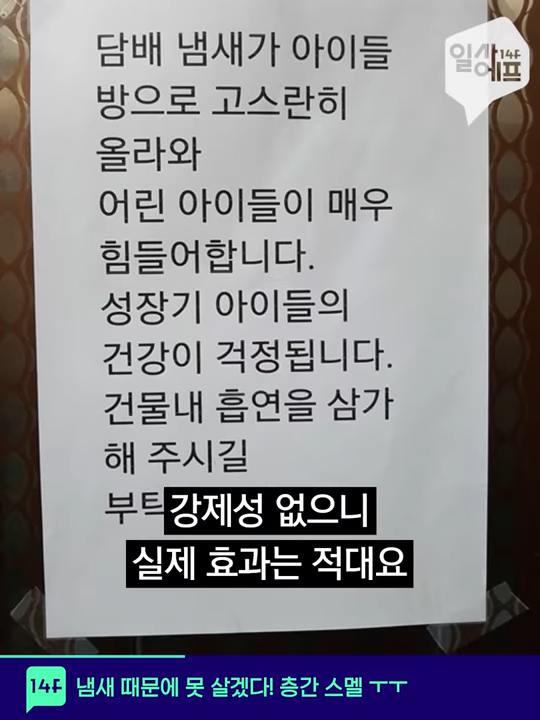 담배 냄새가 아이들
방으로 고스란히
올라와
어린 아이들이 매우
힘들어합니다.
성장기 아이들의
건강이 걱정됩니다.
건물내 흡연을 삼가
해 주시길
부탁
강제성 없으니
실제 효과는 적대요
일사에프 14F
14F 냄새 때문에 못 살겠다! 층간 스멜 ㅜㅜ